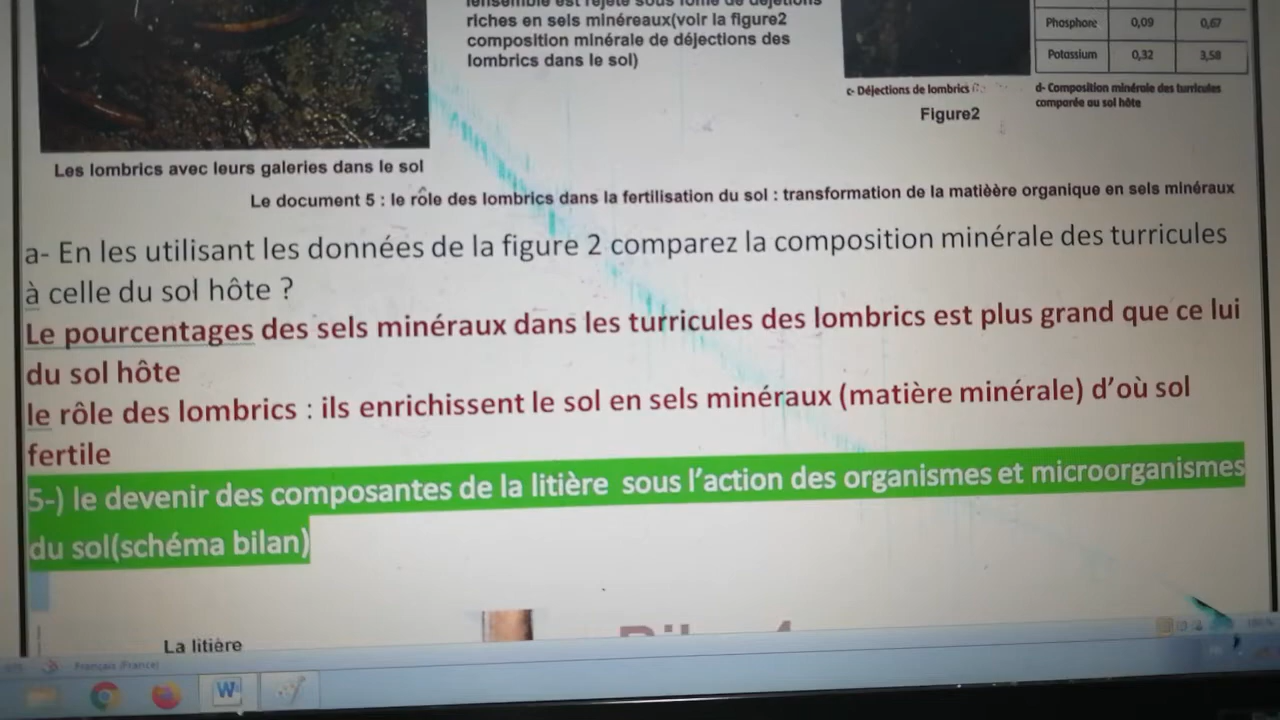 riches en sels minéreaux(voir la figure2
composition minérale de déjections des
lombrics dans le sol)
Phosphore 0,09 0,67
Potassium 0,32 3,58
c- Déjections de lombrics
d- Composition minérale des turricules
comparée au sol hôte
Figure2
Les lombrics avec leurs galeries dans le sol
Le document 5 : le rôle des lombrics dans la fertilisation du sol : transformation de la matièère organique en sels minéraux
a- En les utilisant les données de la figure 2 comparez la composition minérale des turricules
à celle du sol hôte ?
Le pourcentages des sels minéraux dans les turricules des lombrics est plus grand que ce lui
du sol hôte
le rôle des lombrics : ils enrichissent le sol en sels minéraux (matière minérale) d’où sol
fertile
5-) le devenir des composantes de la litière sous l’action des organismes et microorganismes
du sol(schéma bilan)
La litière
Français (France)
W